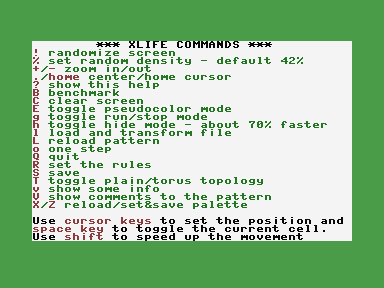 *** XLIFE COMMANDS ***
! randomize screen
% set random density - default 42%
+/- zoom in/out
./home center/home cursor
? show this help
B benchmark
C clear screen
E toggle pseudocolor mode
g toggle run/stop mode
h toggle hide mode - about 70% faster
l load and transform file
L reload pattern
o one step
Q quit
R set the rules
S save
T toggle plain/torus topology
v show some info
V show comments to the pattern
X/Z reload/set&save palette
Use cursor keys to set the position and
space key to toggle the current cell.
Use shift to speed up the movement